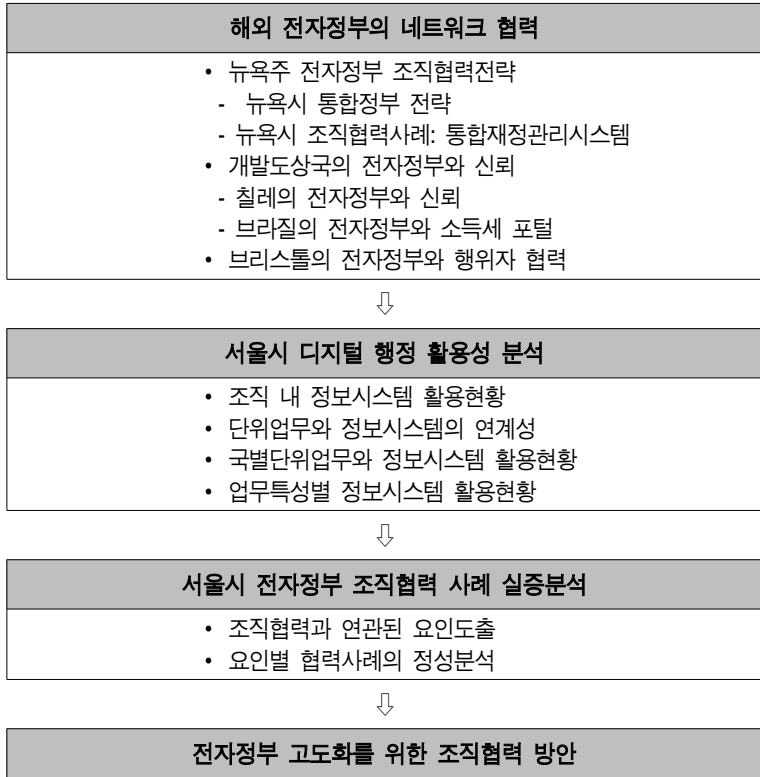 해외 전자정부의 네트워크 협력
• 뉴욕주 전자정부 조직협력전략
- 뉴욕시 통합정부 전략
- 뉴욕시 조직협력사례: 통합재정관리시스템
• 개발도상국의 전자정부와 신뢰
- 칠레의 전자정부와 신뢰
- 브라질의 전자정부와 소득세 포털
• 브리스톨의 전자정부와 행위자 협력
⇩
서울시 디지털 행정 활용성 분석
• 조직 내 정보시스템 활용현황
• 단위업무와 정보시스템의 연계성
• 국별단위업무와 정보시스템 활용현황
• 업무특성별 정보시스템 활용현황
⇩
서울시 전자정부 조직협력 사례 실증분석
• 조직협력과 연관된 요인도출
• 요인별 협력사례의 정성분석
⇩
전자정부 고도화를 위한 조직협력 방안